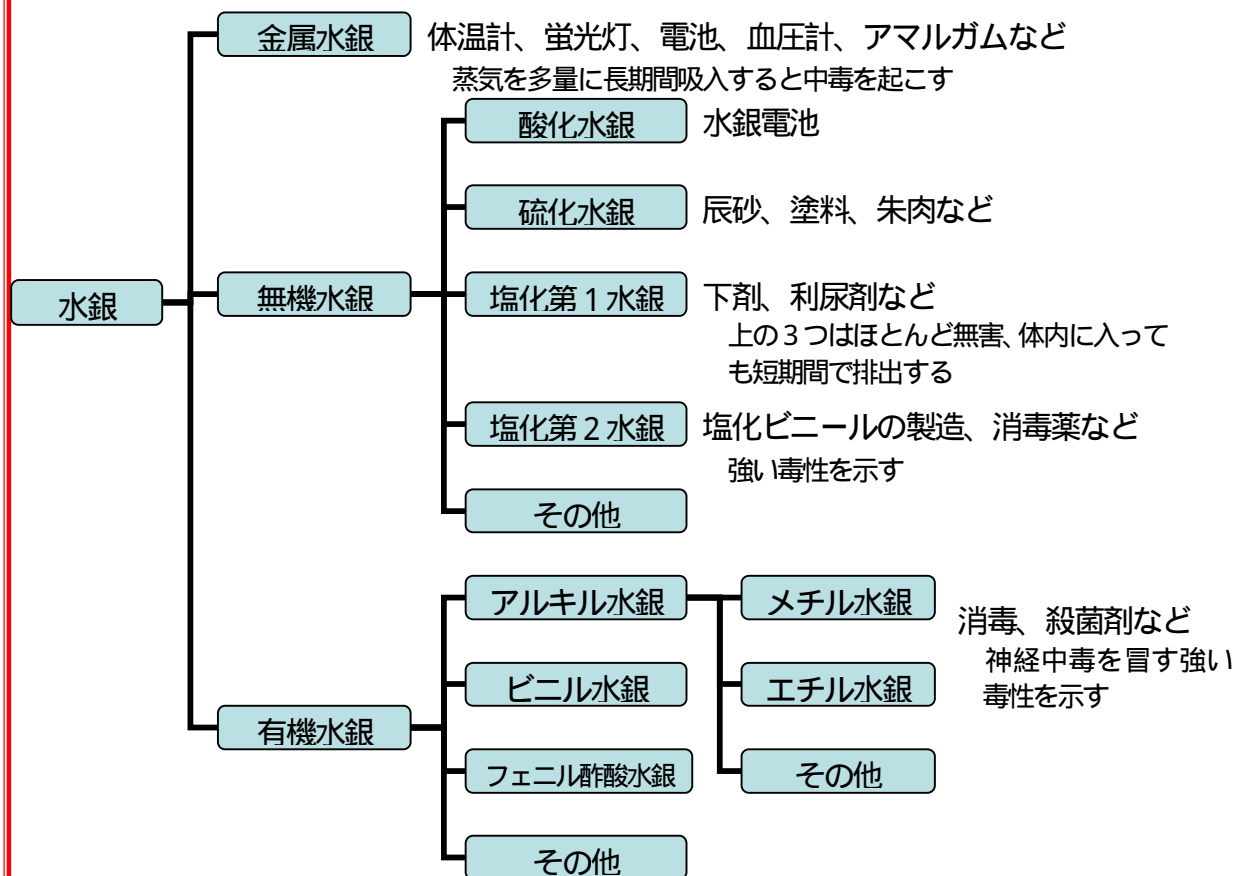 金属水銀 体温計、蛍光灯、電池、血圧計、アマルガムなど
蒸気を多量に長期間吸入すると中毒を起こす
酸化水銀 水銀電池
硫化水銀 辰砂、塗料、朱肉など
水銀
無機水銀
塩化第1水銀 下剤、利尿剤など
上の3つはほとんど無害、体内に入って
も短期間で排出する
塩化第2水銀 塩化ビニールの製造、消毒薬など
強い毒性を示す
その他
アルキル水銀
メチル水銀
消毒、殺菌剤など
神経中毒を冒す強い
毒性を示す
ビニル水銀
エチル水銀
有機水銀
フェニル酢酸水銀
その他
その他